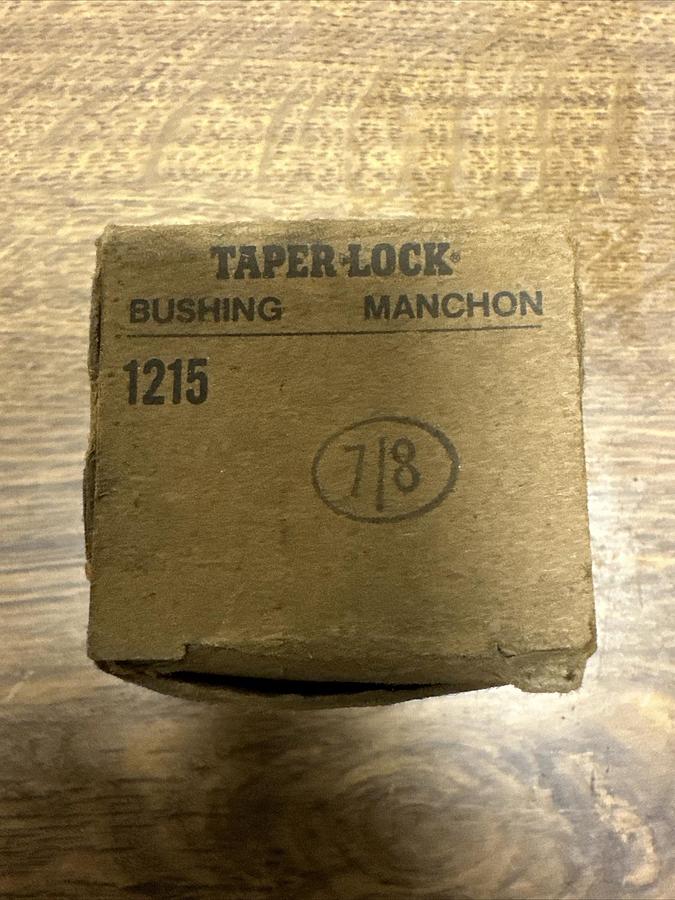 TAPER-LOCK®
BUSHING MANCHON
1215
7/8